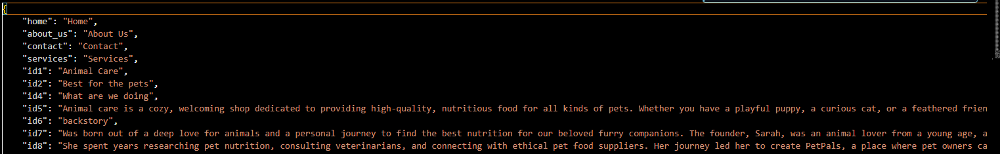 {
"home": "Home",
"about_us": "About Us",
"contact": "Contact",
"services": "Services",
"id1": "Animal Care",
"id2": "Best for the pets",
"id4": "What are we doing",
"id5": "Animal care is a cozy, welcoming shop dedicated to providing high-quality, nutritious food for all kinds of pets. Whether you have a playful puppy, a curious cat, or a feathered frien
"id6": "backstory",
"id7": "Was born out of a deep love for animals and a personal journey to find the best nutrition for our beloved furry companions. The founder, Sarah, was an animal lover from a young age, a
"id8": "She spent years researching pet nutrition, consulting veterinarians, and connecting with ethical pet food suppliers. Her journey led her to create PetPals, a place where pet owners ca